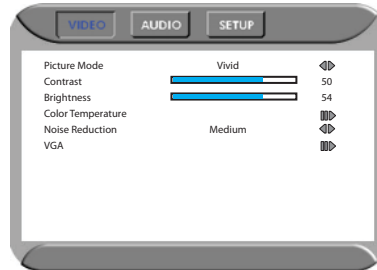 VIDEO AUDIO SETUP
Picture Mode Vivid
Contrast 50
Brightness 54
Color Temperature
Noise Reduction Medium
VGA